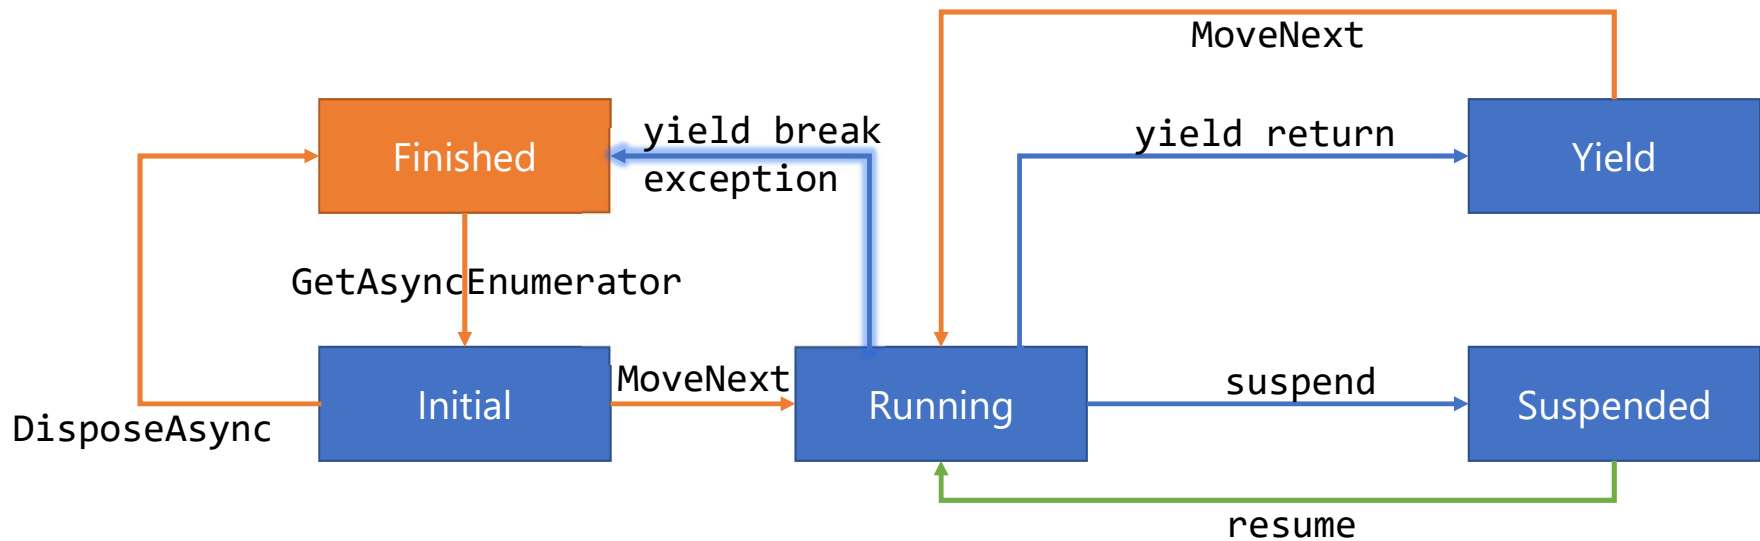 MoveNext
yield break
yield return
Finished
Yield
exception
GetAsyncEnumerator
MoveNext
suspend
Initial
Running
Suspended
DisposeAsync
resume